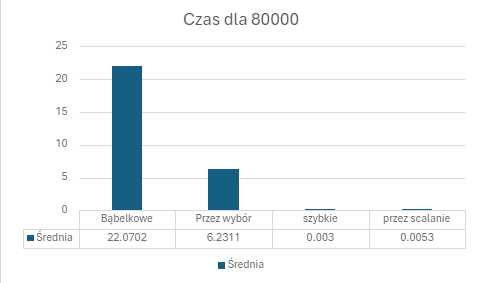 Czas dla 80000
25
20
15
10
5
0
Bąbelkowe Przez wybór szybkie przez scalanie
Średnia 22.0702 6.2311 0.003 0.0053
Średnia